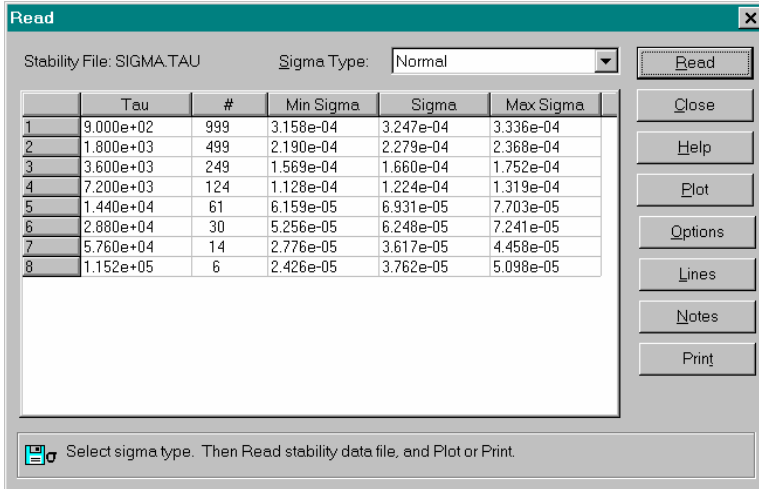 Read
Stability File: SIGMA.TAU Sigma Type: Normal Read
Tau # Min Sigma Sigma Max Sigma Close
1 9.000e+02 999 3.158e-04 3.247e-04 3.336e-04
2 1.800e+03 499 2.190e-04 2.279e-04 2.368e-04 Help
3 3.600e+03 249 1.569e-04 1.660e-04 1.752e-04
4 7.200e+03 124 1.128e-04 1.224e-04 1.319e-04 Plot
5 1.440e+04 61 6.159e-05 6.931e-05 7.703e-05
6 2.880e+04 30 5.256e-05 6.248e-05 7.241e-05 Options
7 5.760e+04 14 2.776e-05 3.617e-05 4.458e-05
8 1.152e+05 6 2.426e-05 3.762e-05 5.098e-05 Lines
Notes
Print
σ Select sigma type. Then Read stability data file, and Plot or Print.